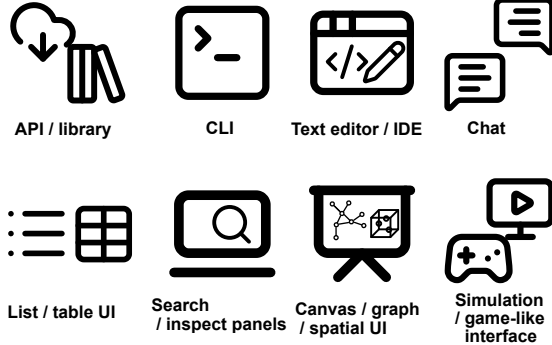 API / library
CLI
Text editor / IDE
Chat
List / table UI
Search
/ inspect panels
Canvas / graph
/ spatial UI
Simulation
/ game-like
interface